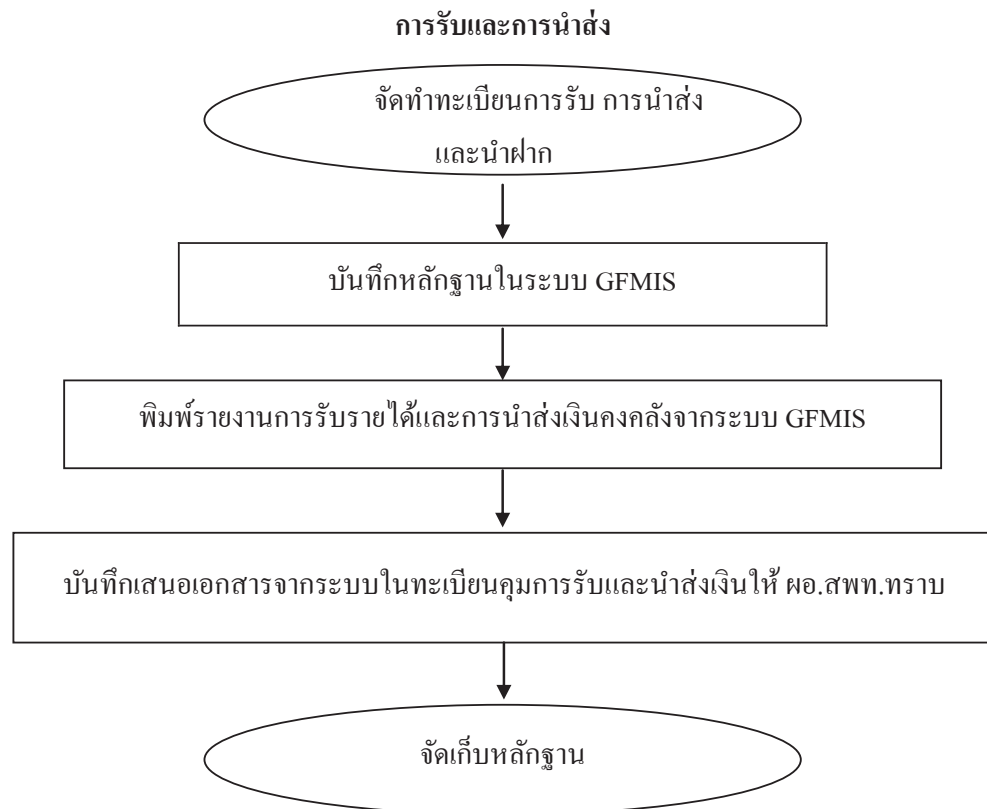 การรับและการนำส่ง
จัดทำทะเบียนการรับ การนำส่ง
และนำฝาก
บันทึกหลักฐานในระบบ GFMIS
พิมพ์รายงานการรับรายได้และการนำส่งเงินคงคลังจากระบบ GFMIS
บันทึกเสนอเอกสารจากระบบในทะเบียนคุมการรับและนำส่งเงินให้ ผอ.สพท.ทราบ
จัดเก็บหลักฐาน